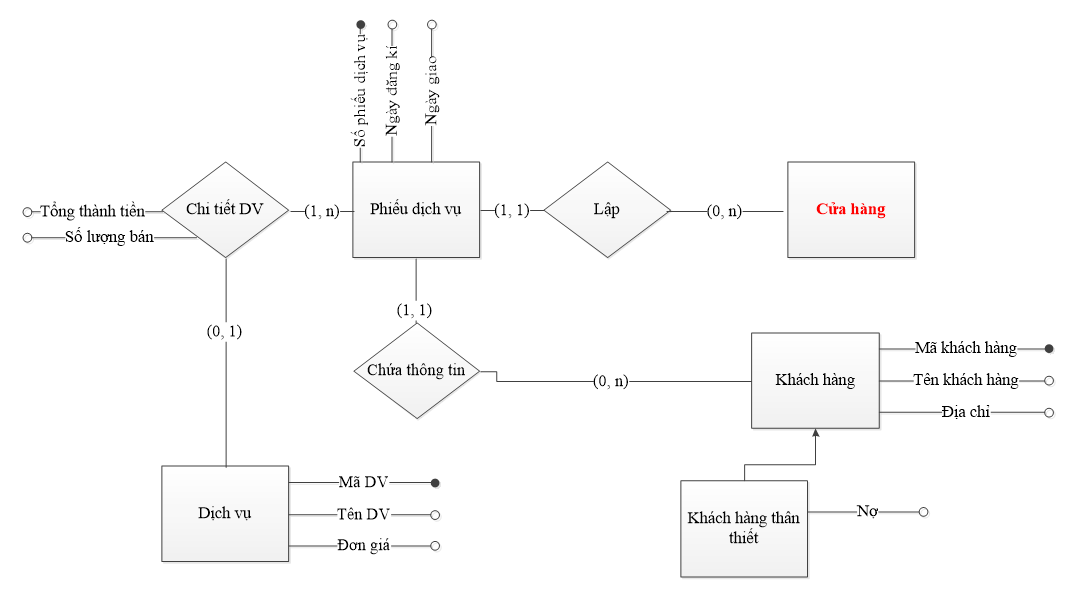 Số phiếu dịch vụ
Ngày đăng kí
Ngày giao
Tổng thành tiền
Số lượng bán
Chi tiết DV
(1, n)
Phiếu dịch vụ
(1, 1)
Lập
(0, n)
Cửa hàng
(0, 1)
(1, 1)
Chứa thông tin
(0, n)
Khách hàng
Mã khách hàng
Tên khách hàng
Địa chỉ
Dịch vụ
Mã DV
Tên DV
Đơn giá
Khách hàng thân
thiết
Nợ